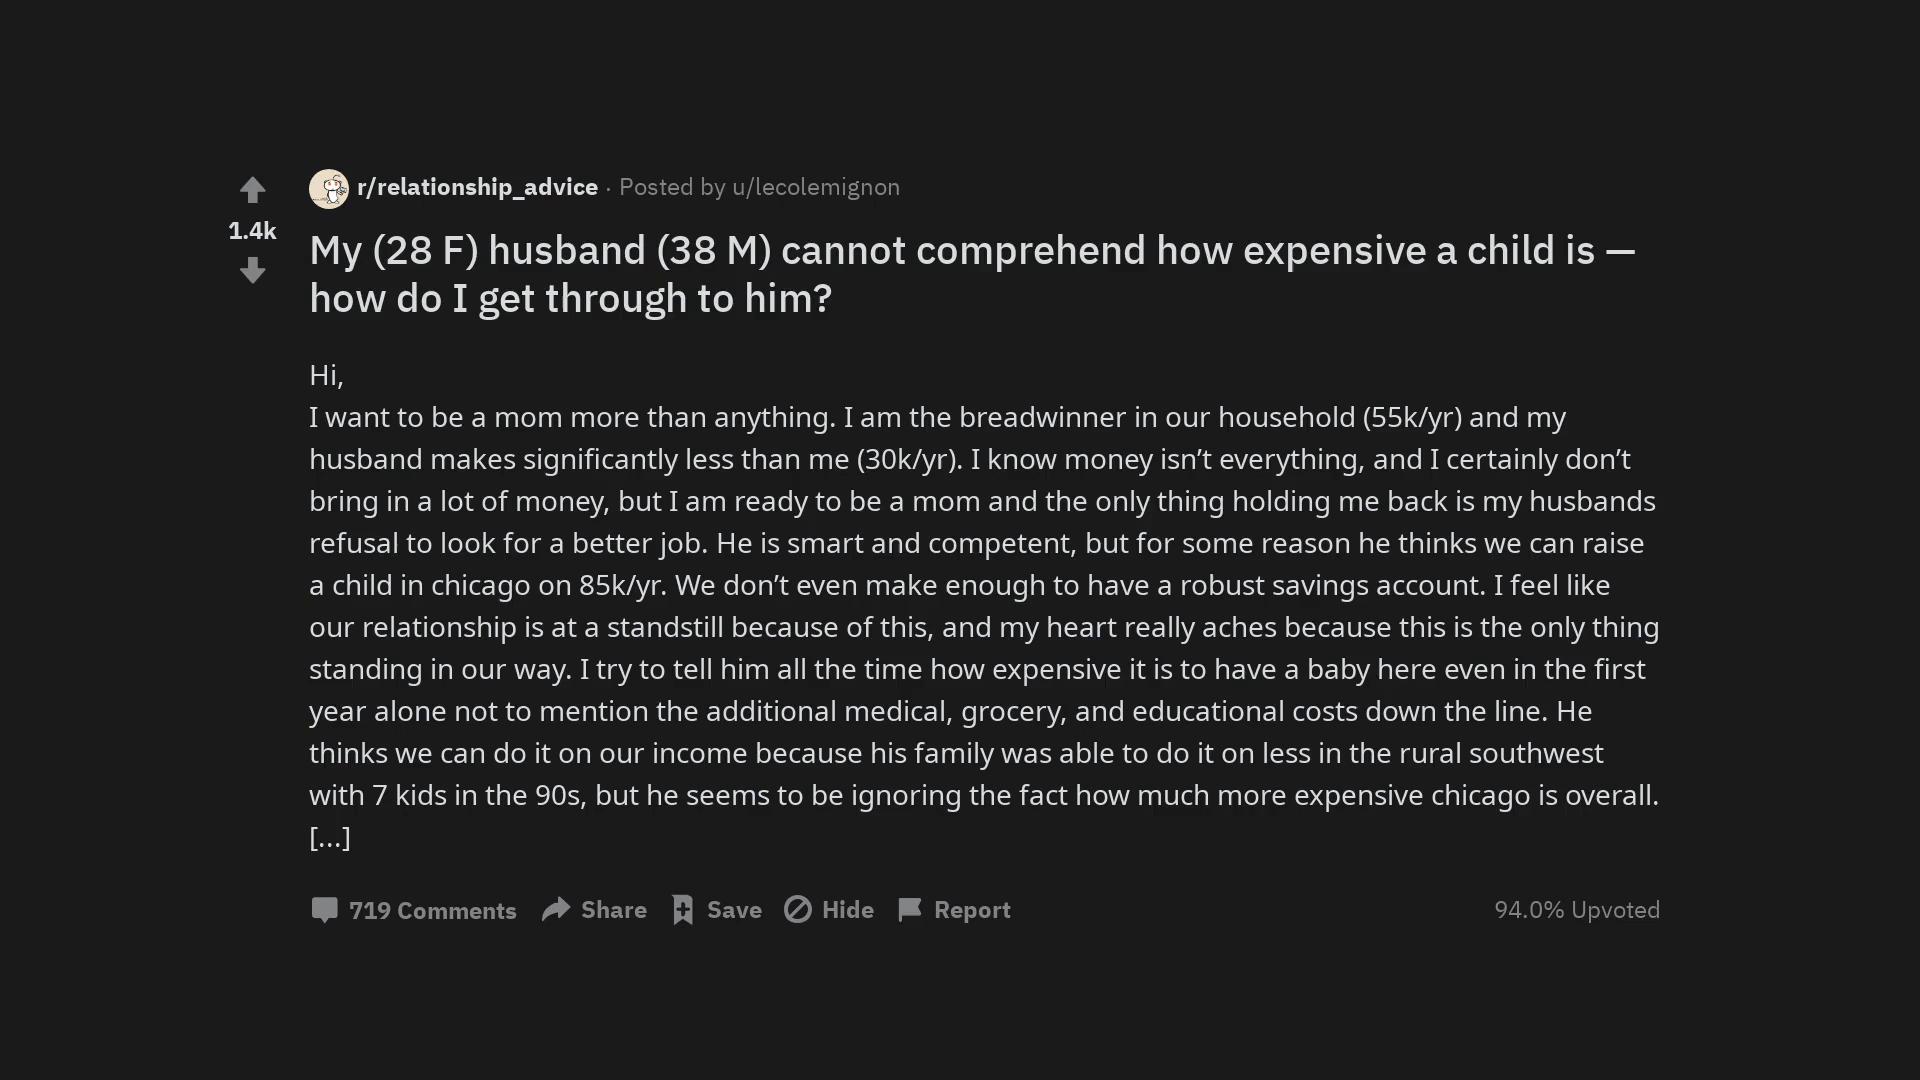 r/relationship_advice · Posted by u/lecolemignon
1.4k
My (28 F) husband (38 M) cannot comprehend how expensive a child is —
how do I get through to him?
Hi,
I want to be a mom more than anything. I am the breadwinner in our household (55k/yr) and my
husband makes significantly less than me (30k/yr). I know money isn’t everything, and I certainly don’t
bring in a lot of money, but I am ready to be a mom and the only thing holding me back is my husbands
refusal to look for a better job. He is smart and competent, but for some reason he thinks we can raise
a child in chicago on 85k/yr. We don’t even make enough to have a robust savings account. I feel like
our relationship is at a standstill because of this, and my heart really aches because this is the only thing
standing in our way. I try to tell him all the time how expensive it is to have a baby here even in the first
year alone not to mention the additional medical, grocery, and educational costs down the line. He
thinks we can do it on our income because his family was able to do it on less in the rural southwest
with 7 kids in the 90s, but he seems to be ignoring the fact how much more expensive chicago is overall.
[...]
719 Comments Share Save Hide Report 94.0% Upvoted